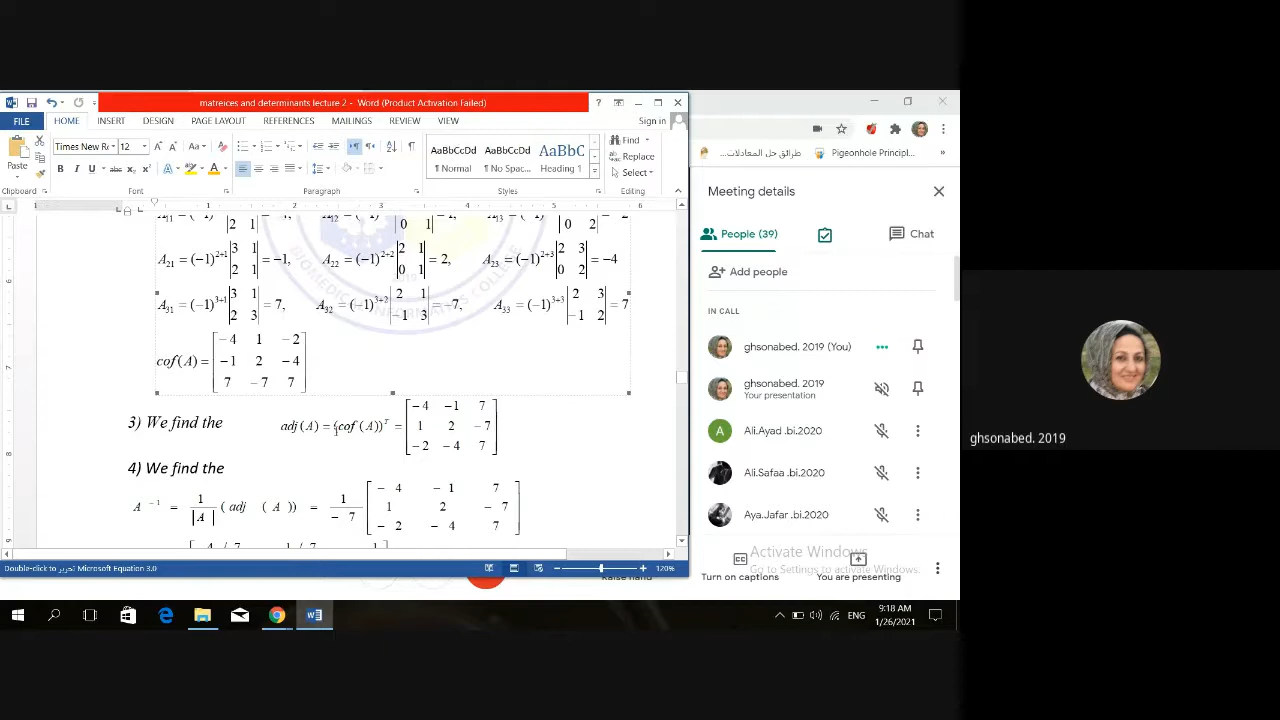 matreices and determinants lecture 2 - Word (Product Activation Failed)
FILE HOME INSERT DESIGN PAGE LAYOUT REFERENCES MAILINGS REVIEW VIEW Sign in
Paste
Times New Ro 12
AaBbCcDd AaBbCcDd AaBbC
¶ Normal ¶ No Spac... Heading 1
Find
Replace
Select
Clipboard Font Paragraph Styles Editing
|2 1| |0 1| |0 2|
A21 = (−1)^2+1 |3 1; 2 1| = −1, A22 = (−1)^2+2 |2 1; 0 1| = 2, A23 = (−1)^2+3 |2 3; 0 2| = −4
A31 = (−1)^3+1 |3 1; 2 3| = 7, A32 = (−1)^3+2 |2 1; −1 3| = −7, A33 = (−1)^3+3 |2 3; −1 2| = 7
cof(A) = [−4 1 −2; −1 2 −4; 7 −7 7]
3) We find the adj(A) = (cof(A))^T = [−4 −1 7; 1 2 −7; −2 −4 7]
4) We find the
A^−1 = 1/|A| (adj (A)) = 1/−7 [−4 −1 7; 1 2 −7; −2 −4 7]
Double-click to تحرير Microsoft Equation 3.0
120%
طرائق حل المعادلات...
Pigeonhole Principl...
Meeting details
People (39)
Chat
Add people
IN CALL
ghsonabed. 2019 (You)
ghsonabed. 2019
Your presentation
Ali.Ayad .bi.2020
Ali.Safaa .bi.2020
Aya.Jafar .bi.2020
Activate Windows
Go to Settings to activate Windows.
Turn on captions
You are presenting
Raise hand
ghsonabed. 2019
ENG
9:18 AM
1/26/2021